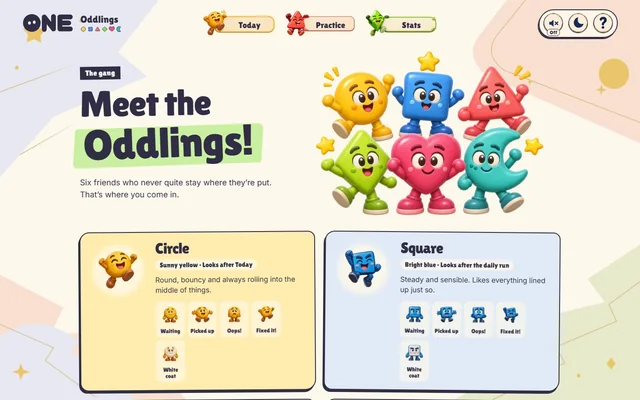 ONE Oddlings
Today
Practice
Stats
Off
?
The gang
Meet the
Oddlings!
Six friends who never quite stay where they're put.
That's where you come in.
Circle
Sunny yellow · Looks after Today
Round, bouncy and always rolling into the
middle of things.
Waiting
Picked up
Oops!
Fixed it!
White
coat
Square
Bright blue · Looks after the daily run
Steady and sensible. Likes everything lined
up just so.
Waiting
Picked up
Oops!
Fixed it!
White
coat